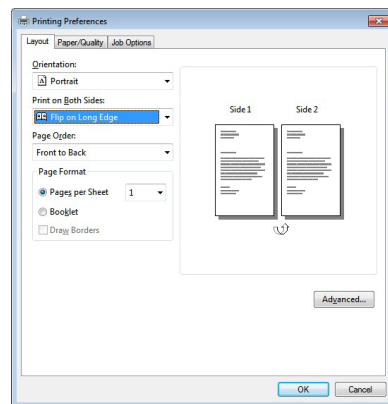 Printing Preferences
Layout Paper/Quality Job Options
Orientation:
Portrait
Print on Both Sides:
Flip on Long Edge
Page Order:
Front to Back
Page Format
Pages per Sheet 1
Booklet
Draw Borders
Side 1 Side 2
Advanced...
OK Cancel